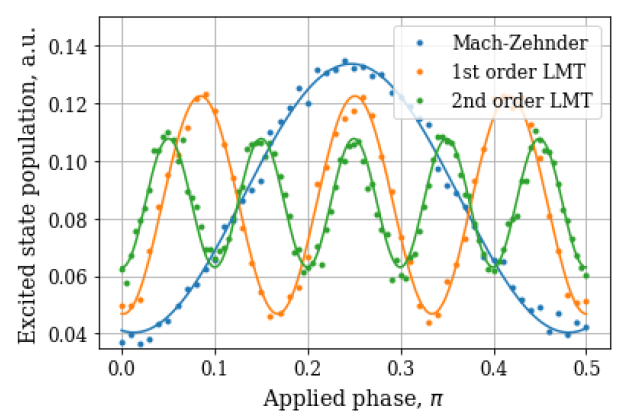 Excited state population, a.u.
0.14
0.12
0.10
0.08
0.06
0.04
Mach-Zehnder
1st order LMT
2nd order LMT
0.0 0.1 0.2 0.3 0.4 0.5
Applied phase, π